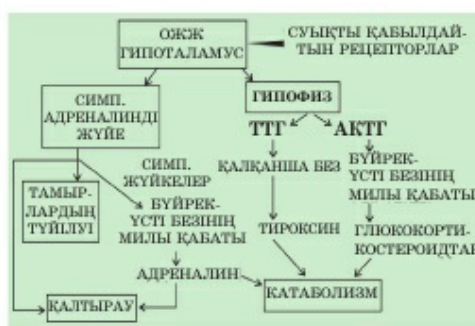 ОЖЖ
ГИПОТАЛАМУС
СУЫҚТЫ ҚАБЫЛДАЙ-
ТЫН РЕЦЕПТОРЛАР
СИМП.
АДРЕНАЛИНДІ
ЖҮЙЕ
ГИПОФИЗ
ТТГ
АКТГ
ТАМЫР-
ЛАРДЫҢ
ТҮЙІЛУІ
СИМП.
ЖҮЙКЕЛЕР
БҮЙРЕК-
ҮСТІ БЕЗІНІҢ
МИЛЫ ҚАБАТЫ
АДРЕНАЛИН
ҚАЛТЫРАУ
ҚАЛҚАНША БЕЗ
ТИРОКСИН
БҮЙРЕК-
ҮСТІ БЕЗІНІҢ
МИЛЫ ҚАБАТЫ
ГЛЮКОКОРТИ-
КОСТЕРОИДТАР
КАТАБОЛИЗМ